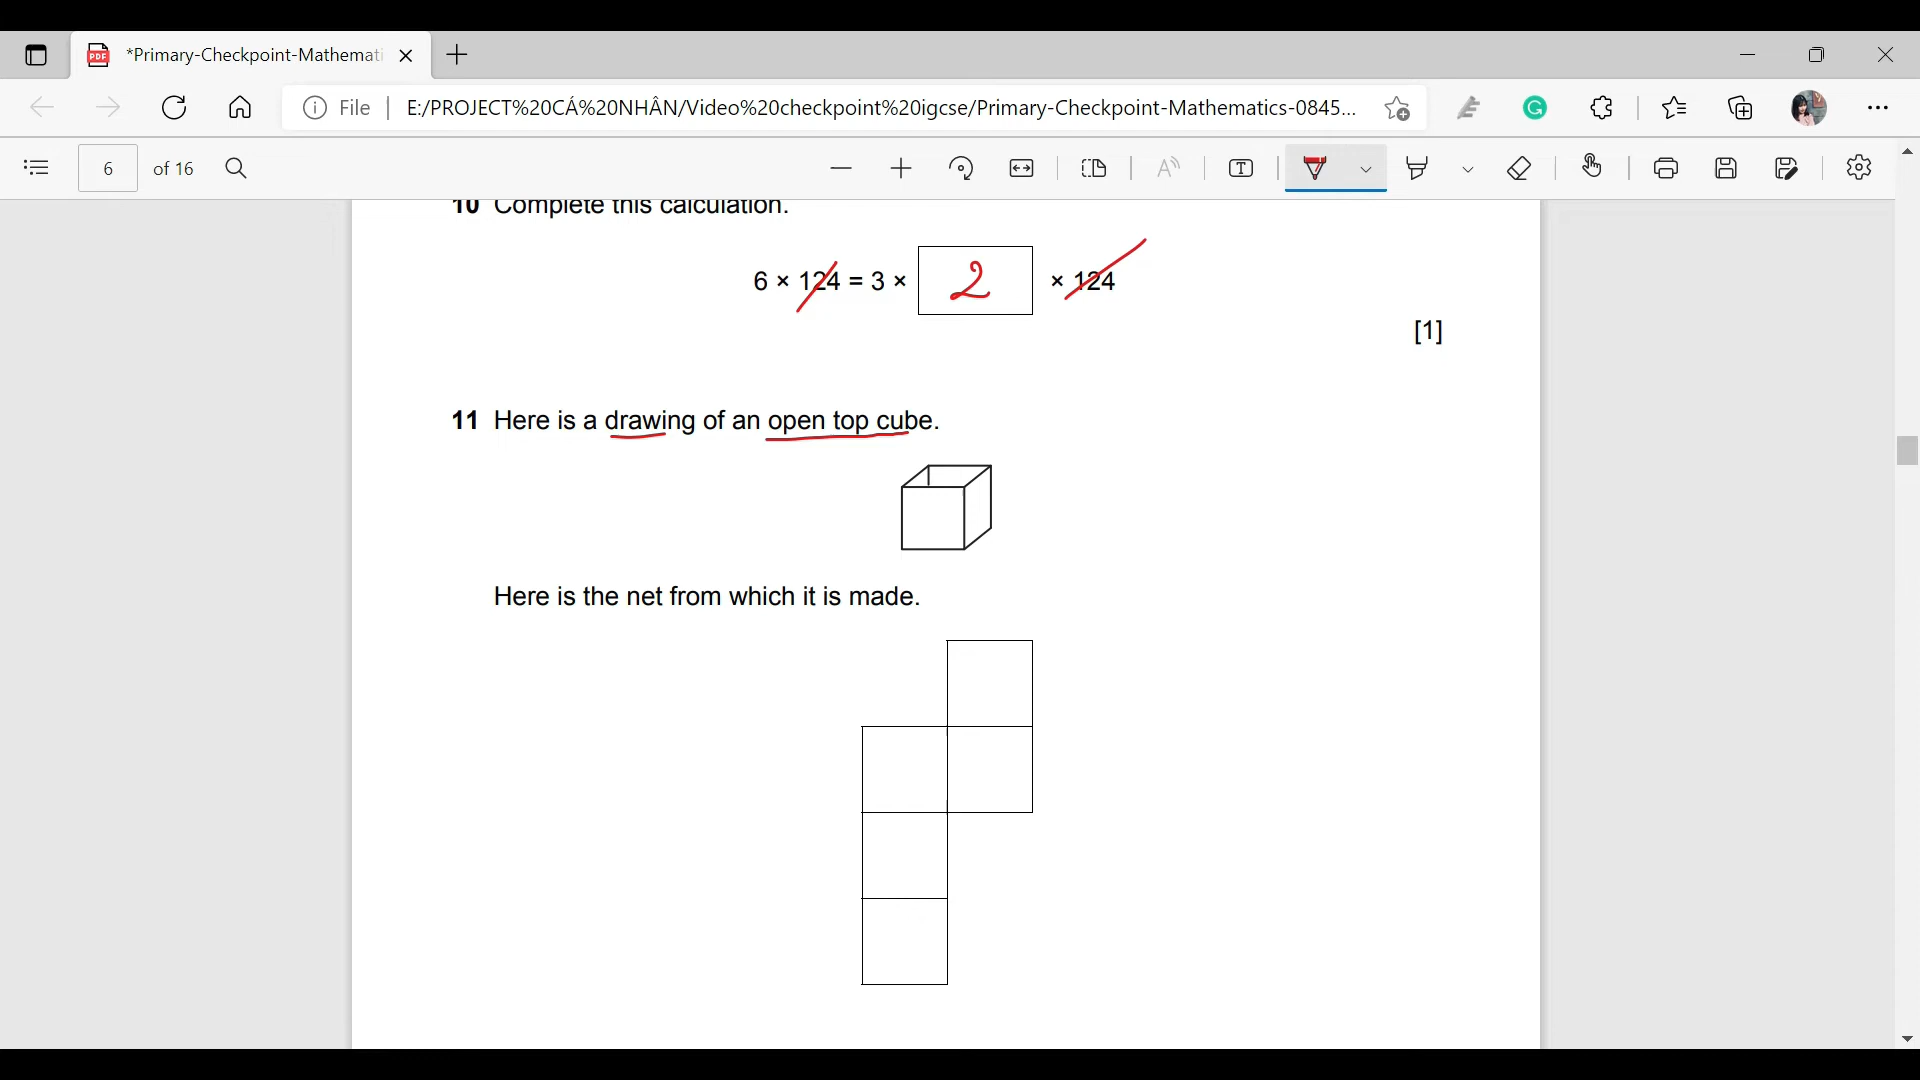 *Primary-Checkpoint-Mathemati
File E:/PROJECT%20CÁ%20NHÂN/Video%20checkpoint%20igcse/Primary-Checkpoint-Mathematics-0845...
6 of 16
10 Complete this calculation.
6 × 124 = 3 × 2 × 124
[1]
11 Here is a drawing of an open top cube.
Here is the net from which it is made.